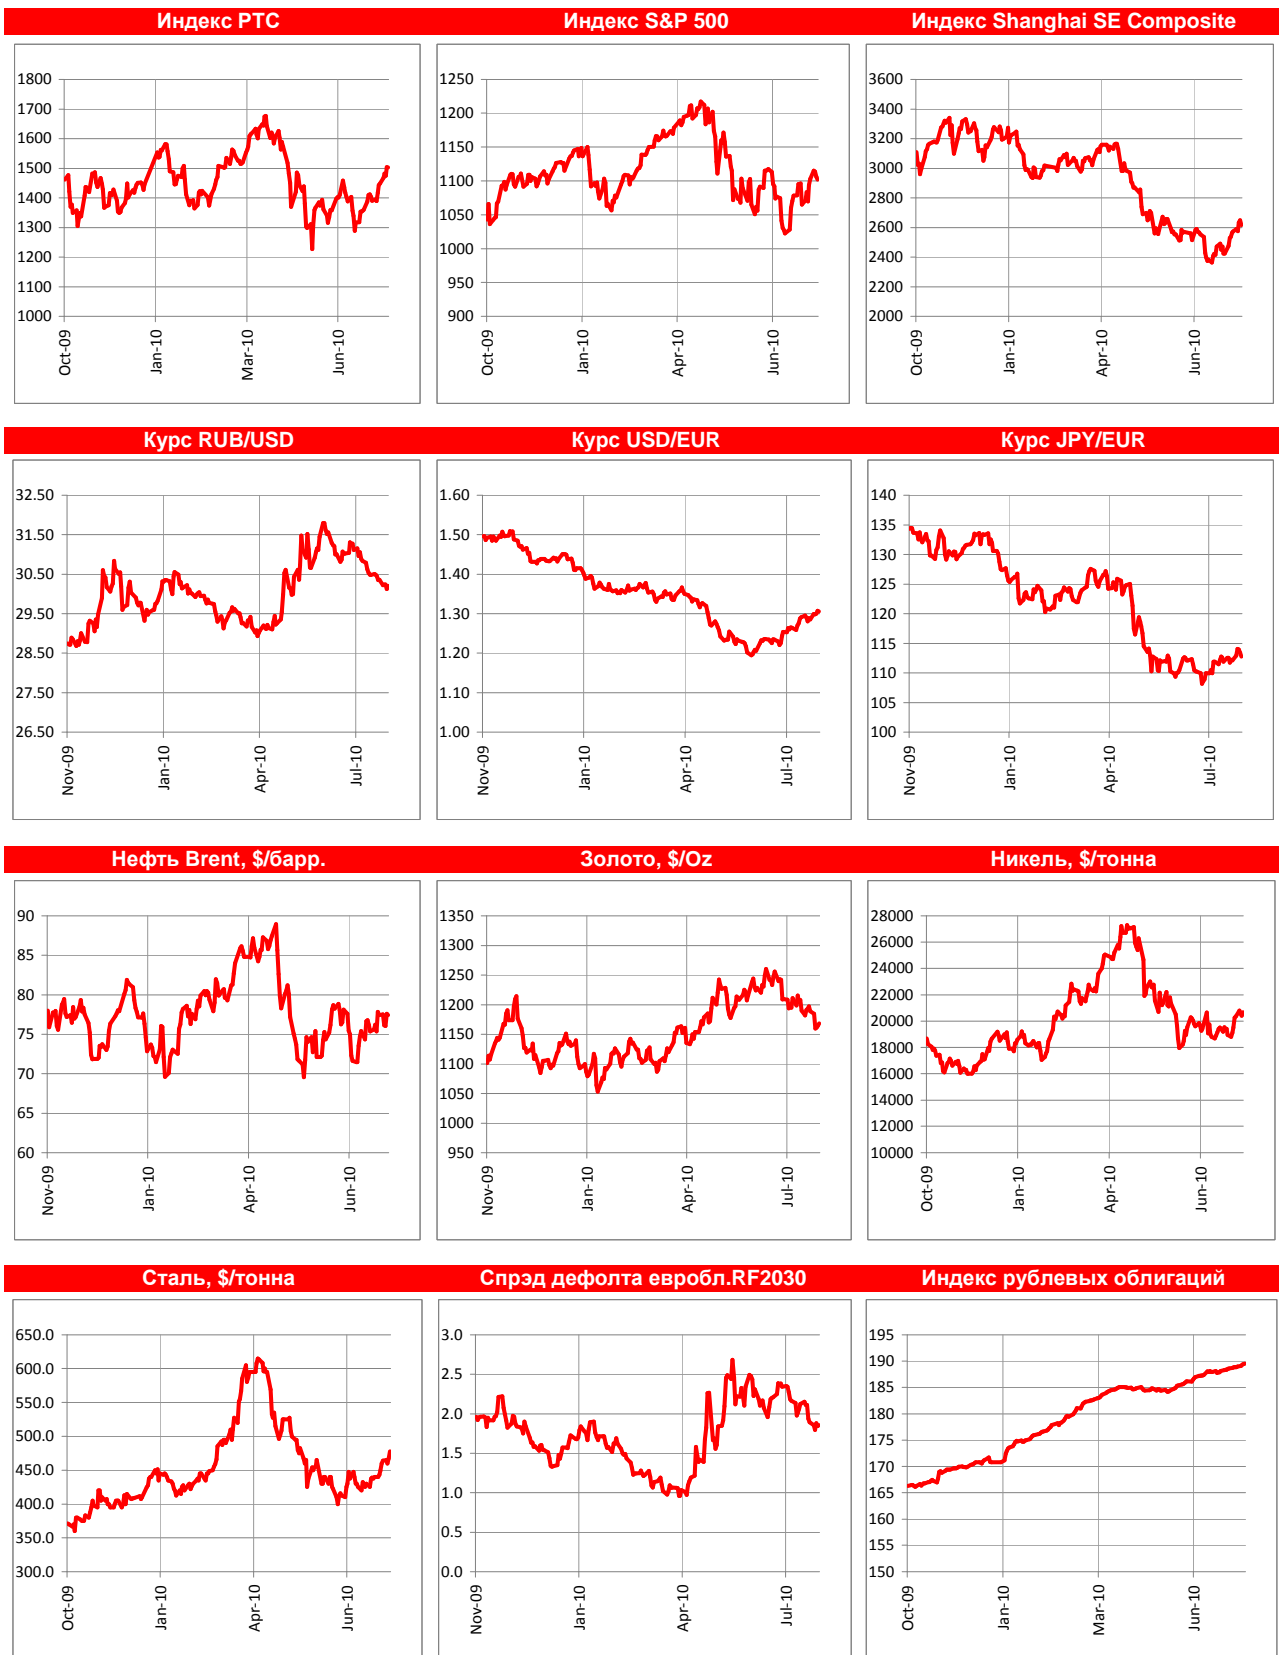 Индекс РТС
1800
1700
1600
1500
1400
1300
1200
1100
1000
Oct-09
Jan-10
Mar-10
Jun-10
Индекс S&P 500
1250
1200
1150
1100
1050
1000
950
900
Oct-09
Jan-10
Apr-10
Jun-10
Индекс Shanghai SE Composite
3600
3400
3200
3000
2800
2600
2400
2200
2000
Oct-09
Jan-10
Apr-10
Jun-10
Курс RUB/USD
32.50
31.50
30.50
29.50
28.50
27.50
26.50
Nov-09
Jan-10
Apr-10
Jul-10
Курс USD/EUR
1.60
1.50
1.40
1.30
1.20
1.10
1.00
Nov-09
Jan-10
Apr-10
Jul-10
Курс JPY/EUR
140
135
130
125
120
115
110
105
100
Nov-09
Jan-10
Apr-10
Jul-10
Нефть Brent, $/барр.
90
85
80
75
70
65
60
Nov-09
Jan-10
Apr-10
Jun-10
Золото, $/Oz
1350
1300
1250
1200
1150
1100
1050
1000
950
Nov-09
Jan-10
Apr-10
Jul-10
Никель, $/тонна
28000
26000
24000
22000
20000
18000
16000
14000
12000
10000
Oct-09
Jan-10
Apr-10
Jun-10
Сталь, $/тонна
650.0
600.0
550.0
500.0
450.0
400.0
350.0
300.0
Oct-09
Jan-10
Apr-10
Jun-10
Спрэд дефолта евробл.RF2030
3.0
2.5
2.0
1.5
1.0
0.5
0.0
Nov-09
Jan-10
Apr-10
Jul-10
Индекс рублевых облигаций
195
190
185
180
175
170
165
160
155
150
Oct-09
Jan-10
Mar-10
Jun-10